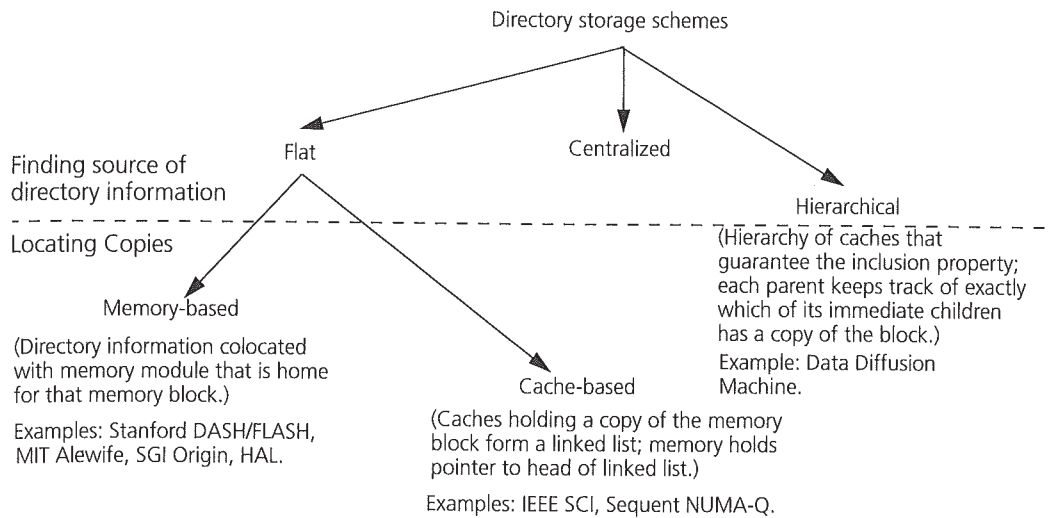 Directory storage schemes
Flat
Centralized
Finding source of
directory information
Hierarchical
Locating Copies
(Hierarchy of caches that
guarantee the inclusion property;
each parent keeps track of exactly
which of its immediate children
has a copy of the block.)
Example: Data Diffusion
Machine.
Memory-based
(Directory information colocated
with memory module that is home
for that memory block.)
Examples: Stanford DASH/FLASH,
MIT Alewife, SGI Origin, HAL.
Cache-based
(Caches holding a copy of the memory
block form a linked list; memory holds
pointer to head of linked list.)
Examples: IEEE SCI, Sequent NUMA-Q.